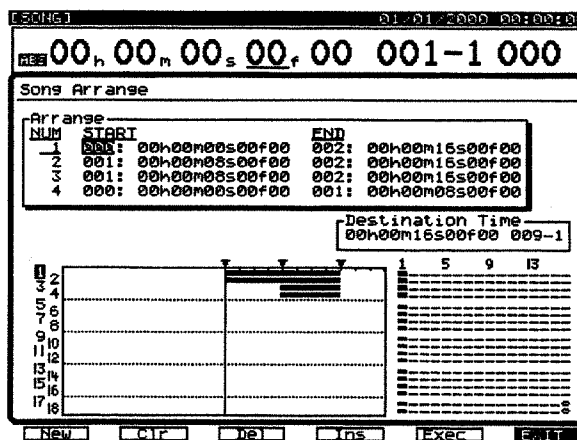 [SONG] 01/01/2000 00:00:0
ABS 00h 00m 00s 00f 00 001-1 000
Song Arrange
Arrange
NUM START END
1 000: 00h00m00s00f00 002: 00h00m16s00f00
2 001: 00h00m08s00f00 002: 00h00m16s00f00
3 001: 00h00m08s00f00 002: 00h00m16s00f00
4 000: 00h00m00s00f00 001: 00h00m08s00f00
Destination Time
00h00m16s00f00 009-1
1 5 9 13
1
2
3
4
5
6
7
8
9
10
11
12
13
14
15
16
17
18
New Clr Del Ins Exec EXIT